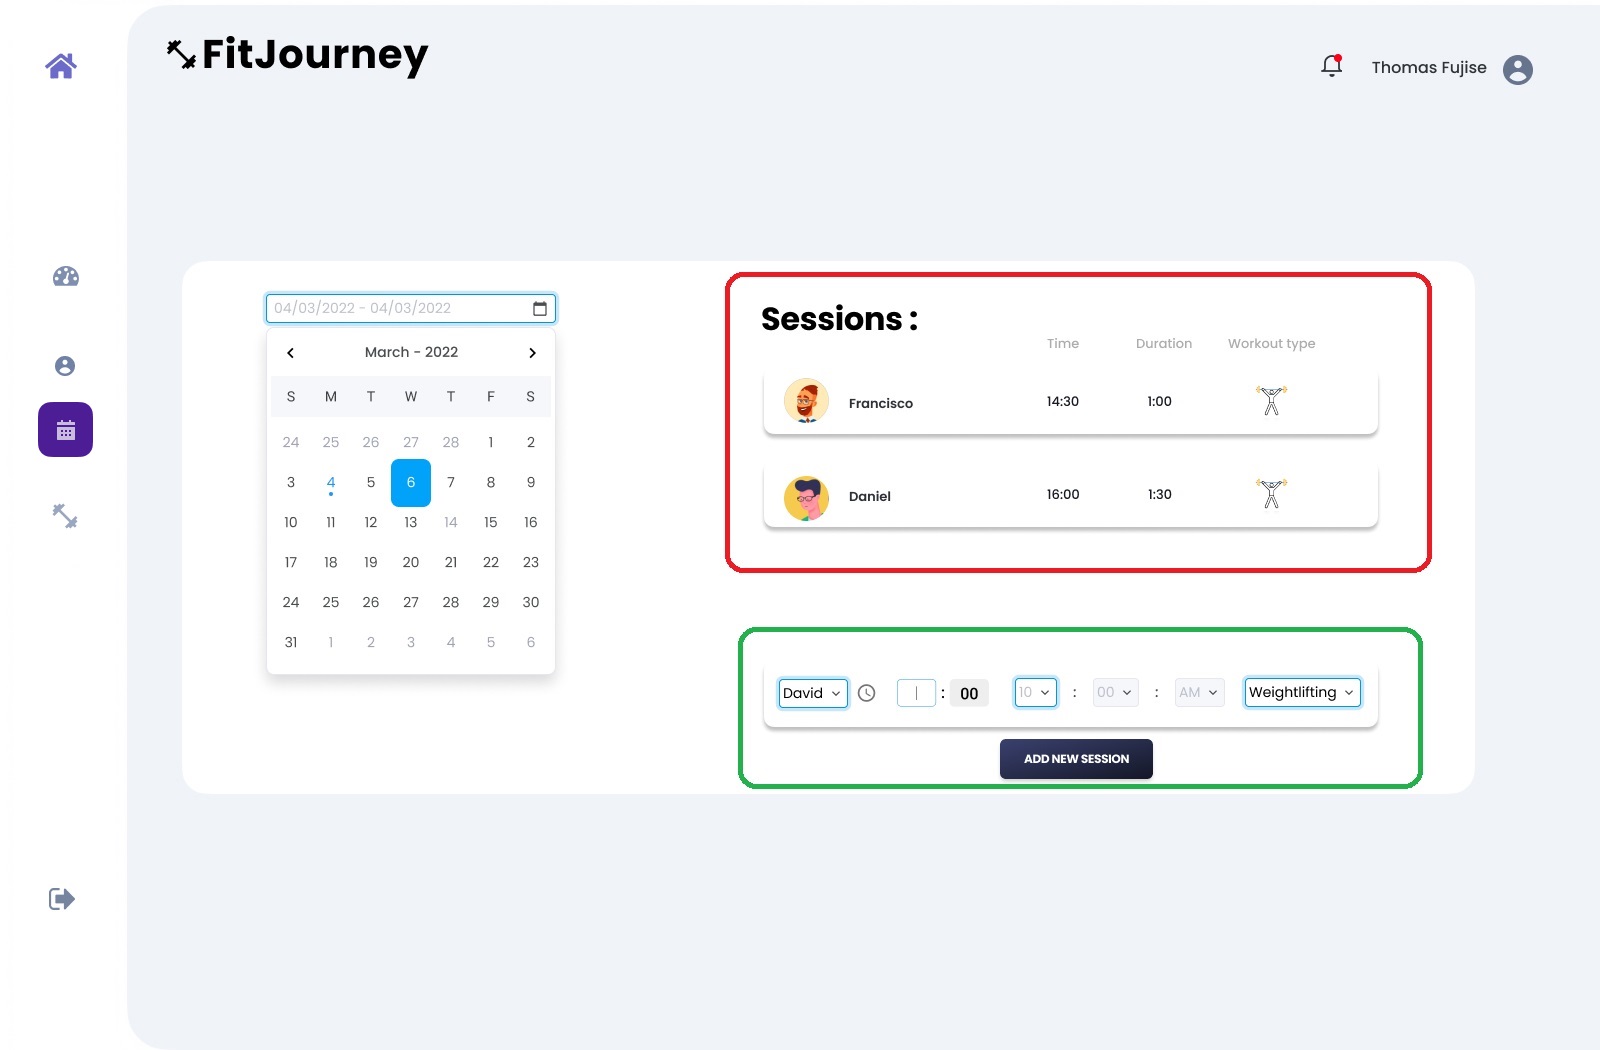 FitJourney
Thomas Fujise
04/03/2022 - 04/03/2022
March - 2022
S M T W T F S
24 25 26 27 28 1 2
3 4 5 6 7 8 9
10 11 12 13 14 15 16
17 18 19 20 21 22 23
24 25 26 27 28 29 30
31 1 2 3 4 5 6
Sessions :
Time Duration Workout type
Francisco 14:30 1:00
Daniel 16:00 1:30
David : 00 10 : 00 : AM Weightlifting
ADD NEW SESSION